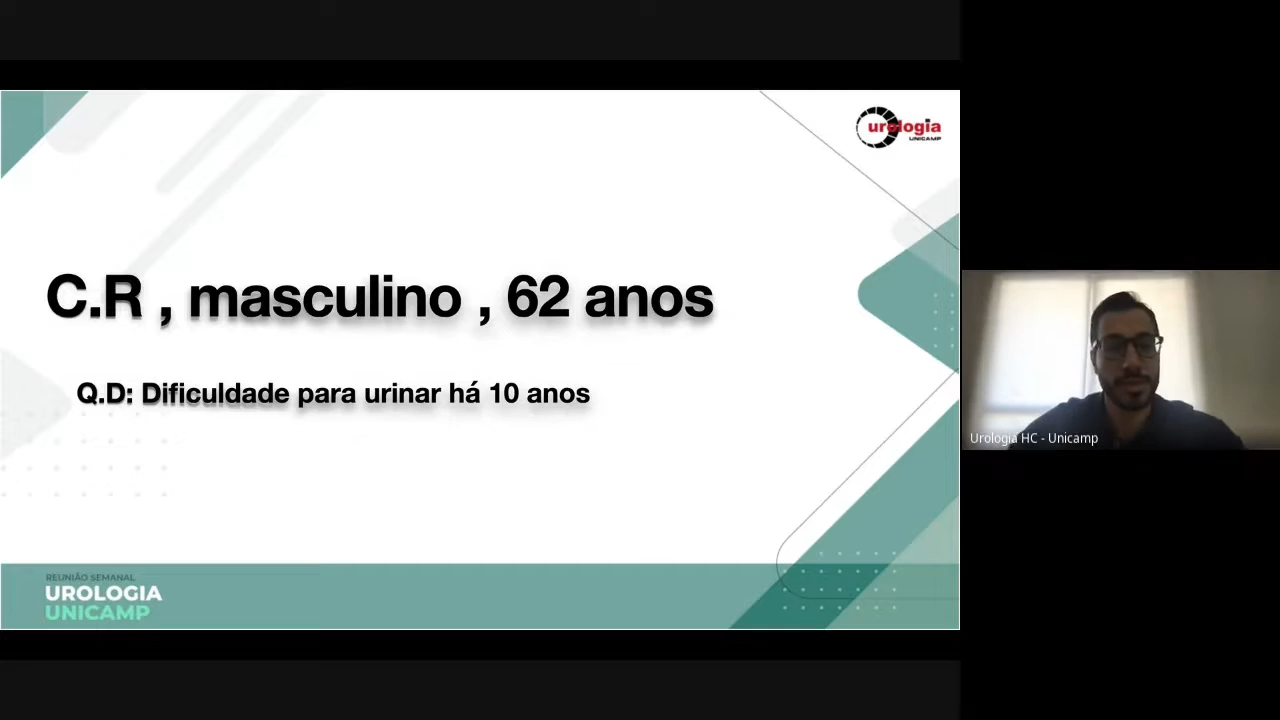 urologia
UNICAMP
C.R , masculino , 62 anos
Q.D: Dificuldade para urinar há 10 anos
Urologia HC - Unicamp
REUNIÃO SEMANAL
UROLOGIA
UNICAMP